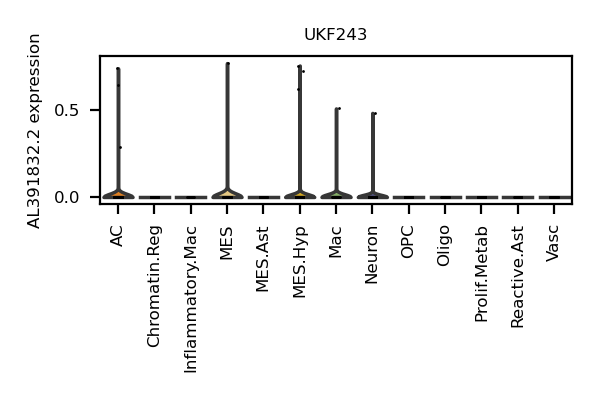 UKF243
AL391832.2 expression
0.5
0.0
AC
Chromatin.Reg
Inflammatory.Mac
MES
MES.Ast
MES.Hyp
Mac
Neuron
OPC
Oligo
Prolif.Metab
Reactive.Ast
Vasc